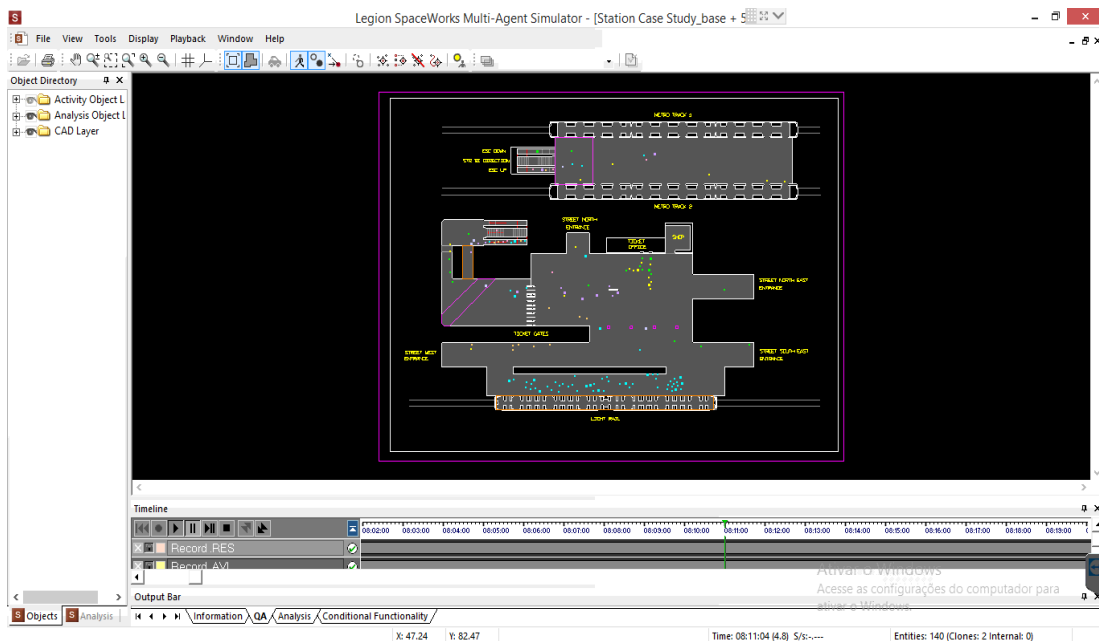 S Legion SpaceWorks Multi-Agent Simulator - [Station Case Study_base + 5
File View Tools Display Playback Window Help
Object Directory
Activity Object L
Analysis Object L
CAD Layer
METRO TRACK 1
ESC DOWN
STR BI DIRECTION
ESC UP
METRO TRACK 2
STREET NORTH
ENTRANCE
TICKET
OFFICE
SHOP
STREET NORTH EAST
ENTRANCE
TICKET GATES
STREET WEST
ENTRANCE
STREET SOUTH EAST
ENTRANCE
LIGHT RAIL
Timeline
08:02:00 08:03:00 08:04:00 08:05:00 08:06:00 08:07:00 08:08:00 08:09:00 08:10:00 08:11:00 08:12:00 08:13:00 08:14:00 08:15:00 08:16:00 08:17:00 08:18:00 08:19:00
Record .RES
Record .AVI
Ativar o Windows
Acesse as configurações do computador para
ativar o Windows.
Output Bar
S Objects S Analysis
Information QA Analysis Conditional Functionality
X: 47.24 Y: 82.47 Time: 08:11:04 (4.8) S/s:-.--- Entities: 140 (Clones: 2 Internal: 0)